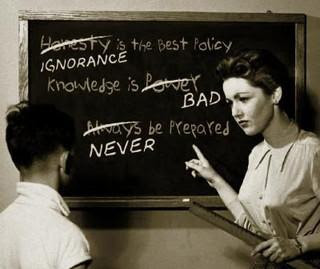 Honesty is the Best Policy
IGNORANCE
Knowledge is Power
BAD
Always be Prepared
NEVER